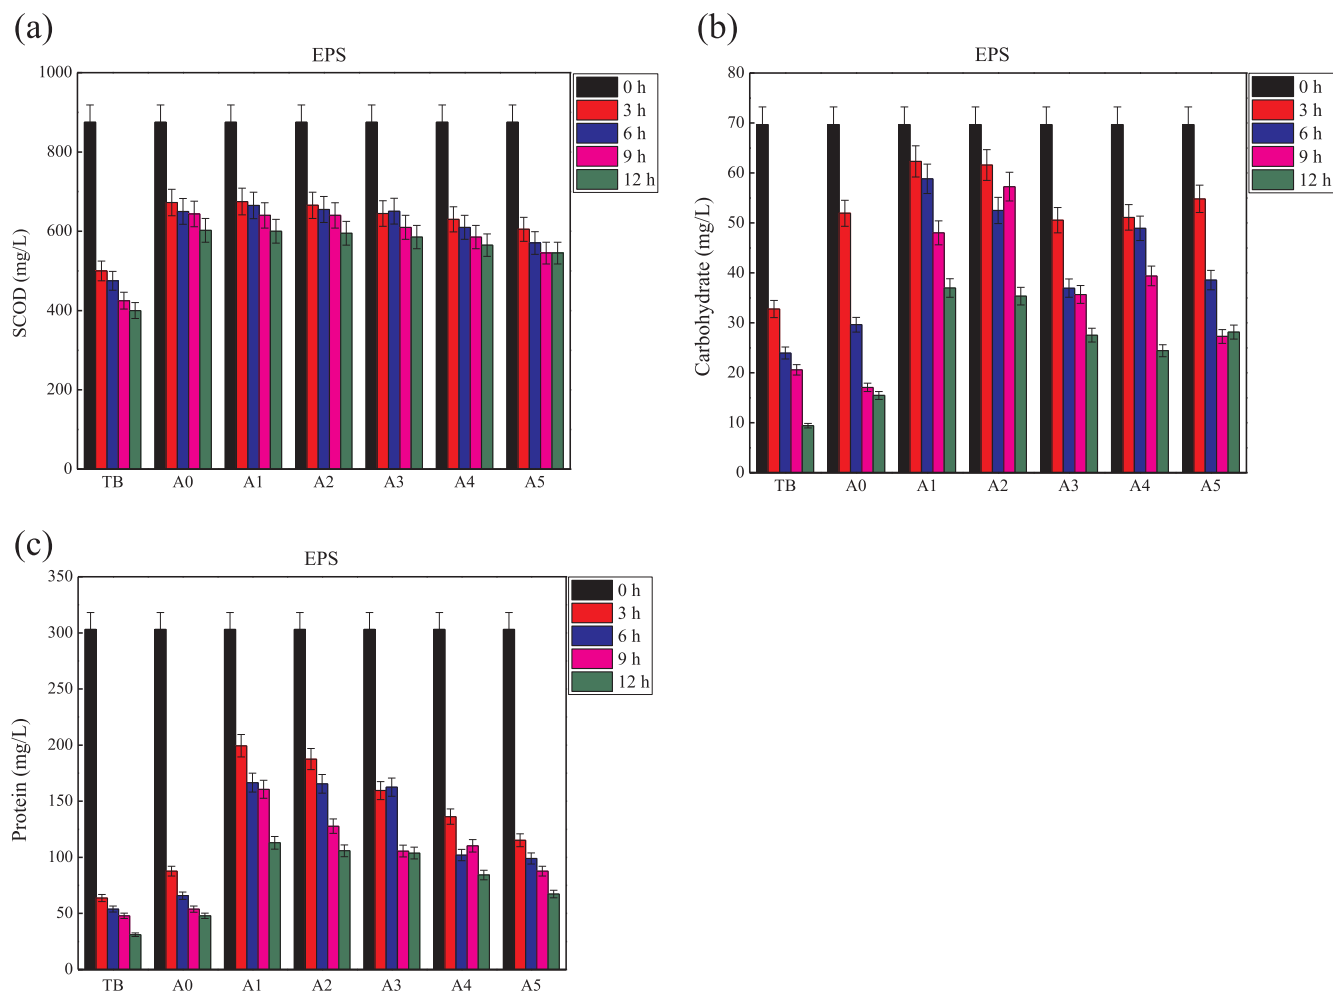 (a)
EPS
1000
800
600
400
200
0
SCOD (mg/L)
TB A0 A1 A2 A3 A4 A5
0 h
3 h
6 h
9 h
12 h
(b)
EPS
80
70
60
50
40
30
20
10
0
Carbohydrate (mg/L)
TB A0 A1 A2 A3 A4 A5
0 h
3 h
6 h
9 h
12 h
(c)
EPS
350
300
250
200
150
100
50
0
Protein (mg/L)
TB A0 A1 A2 A3 A4 A5
0 h
3 h
6 h
9 h
12 h